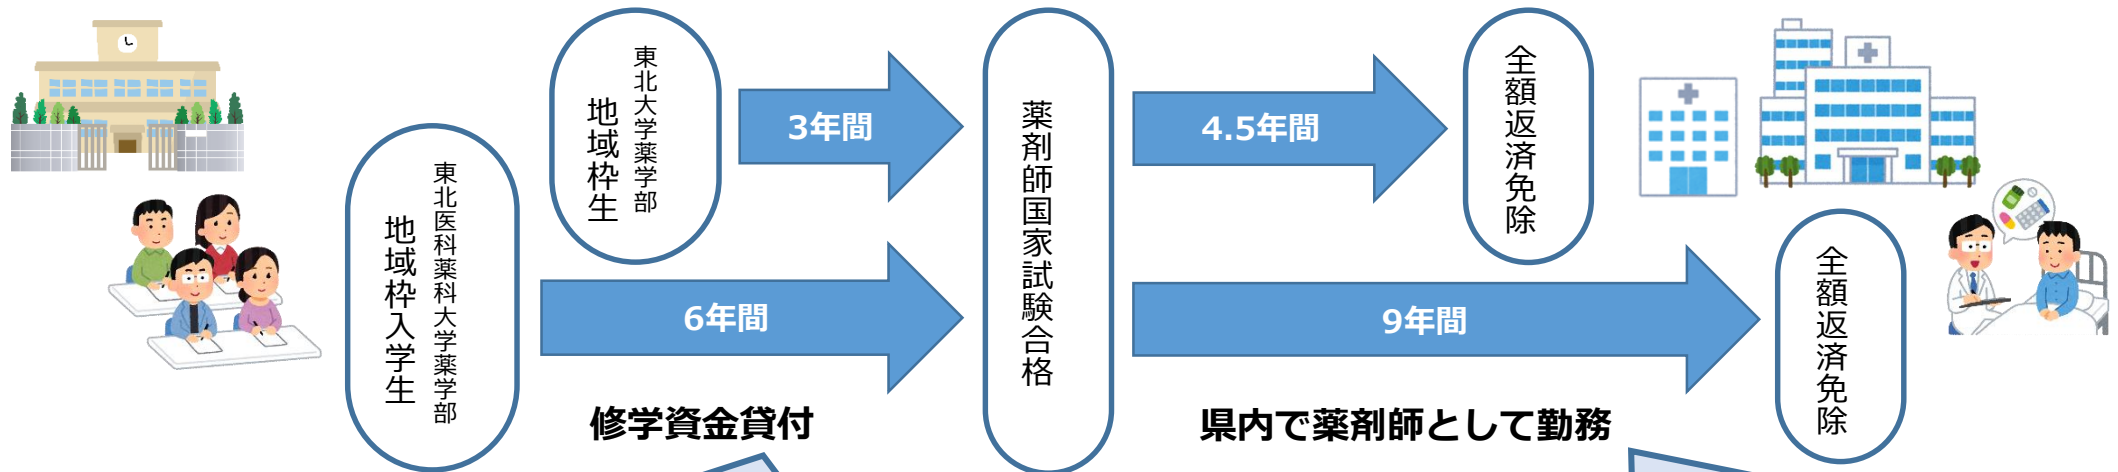 東北大学薬学部
地域枠生
3年間
薬剤師国家試験合格
4.5年間
全額返済免除
東北医科薬科大学薬学部
地域枠入学生
6年間
9年間
全額返済免除
修学資金貸付
県内で薬剤師として勤務